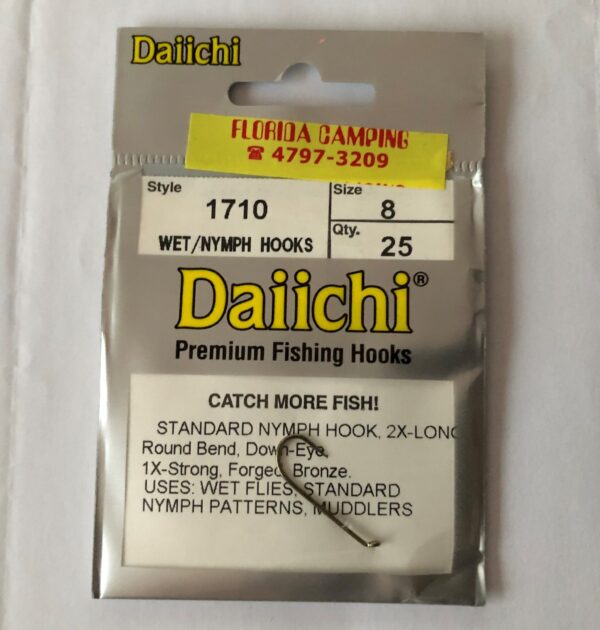 Daiichi
FLORIDA CAMPING
☎ 4797-3209
Style
1710
WET/NYMPH HOOKS
Size
8
Qty.
25
Daiichi®
Premium Fishing Hooks
CATCH MORE FISH!
STANDARD NYMPH HOOK, 2X-LONG
Round Bend, Down-Eye,
1X-Strong, Forged, Bronze.
USES: WET FLIES, STANDARD
NYMPH PATTERNS, MUDDLERS